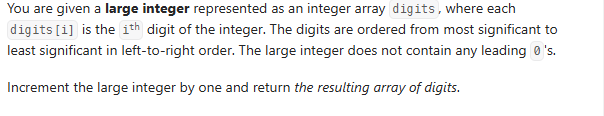 You are given a large integer represented as an integer array digits, where each
digits[i] is the ith digit of the integer. The digits are ordered from most significant to
least significant in left-to-right order. The large integer does not contain any leading 0's.
Increment the large integer by one and return the resulting array of digits.